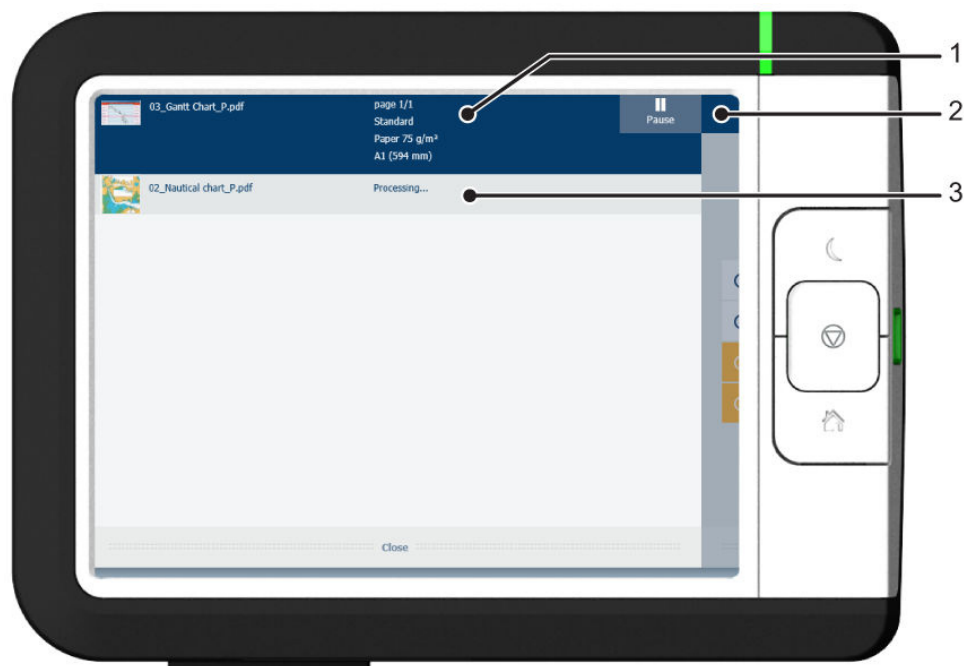 1
03_Gantt Chart_P.pdf
page 1/1
Standard
Paper 75 g/m²
A1 (594 mm)
Pause
2
02_Nautical chart_P.pdf
Processing...
3
Close